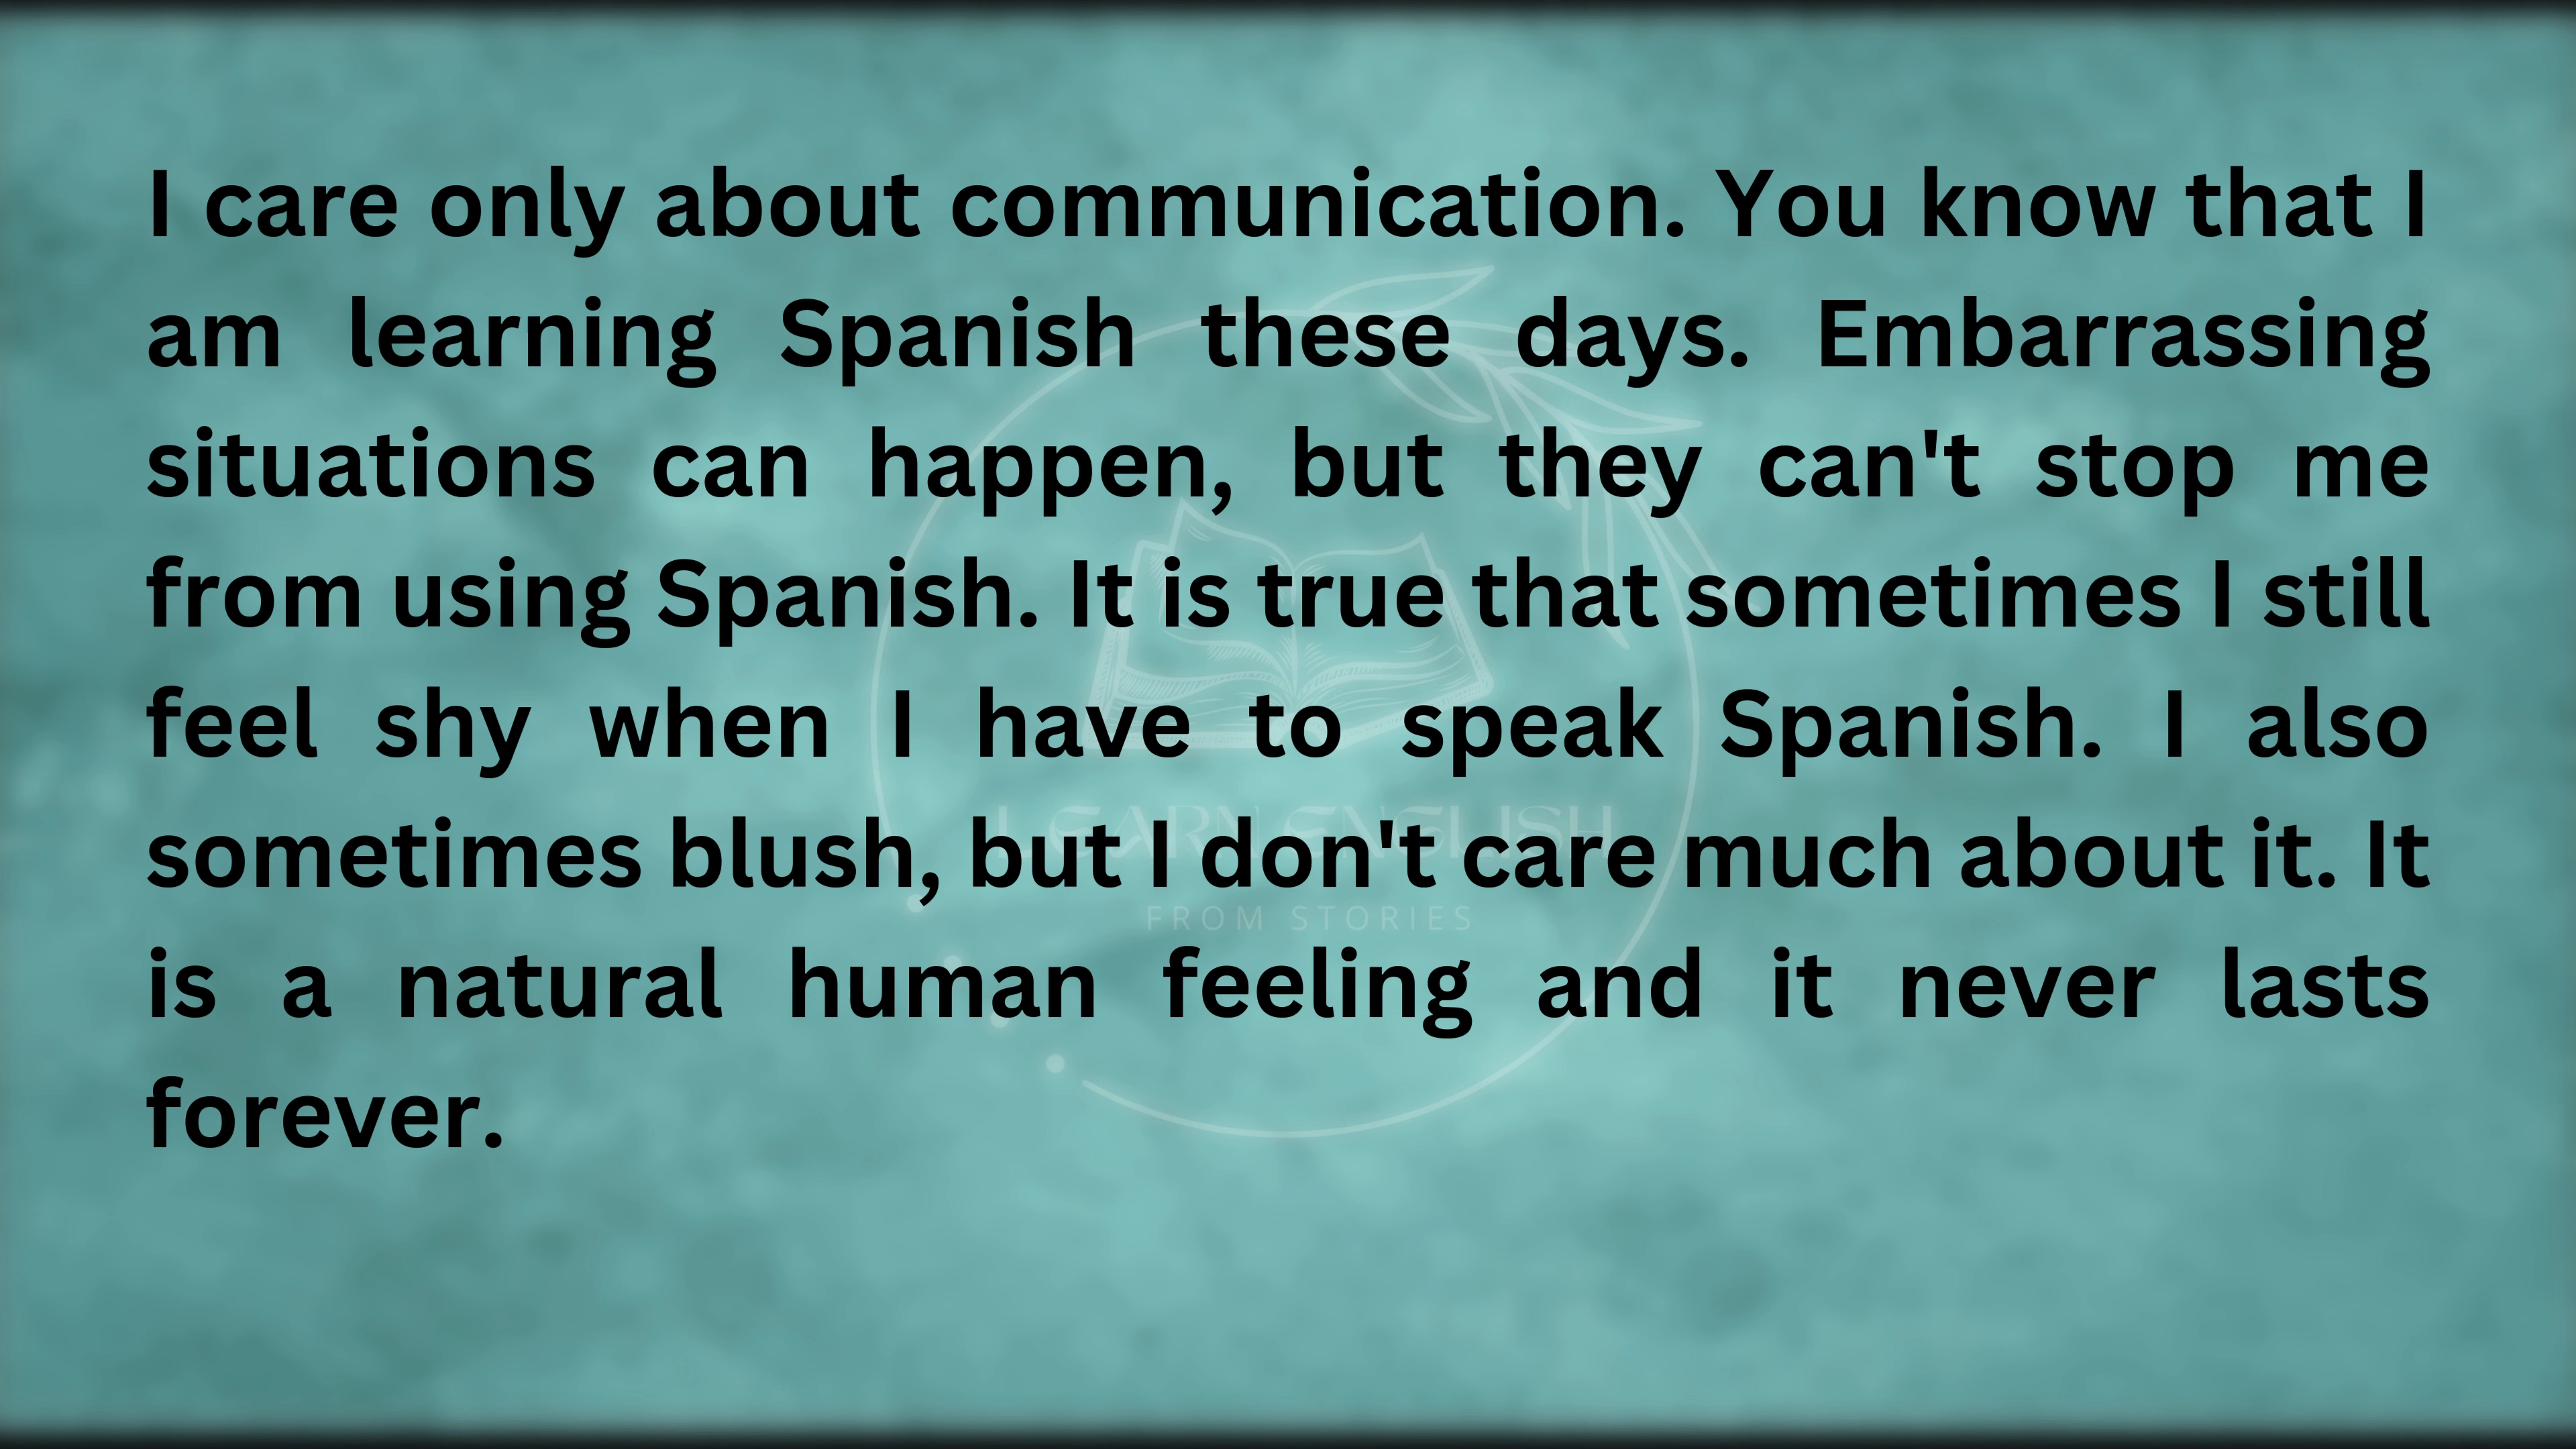 I care only about communication. You know that I
am learning Spanish these days. Embarrassing
situations can happen, but they can't stop me
from using Spanish. It is true that sometimes I still
feel shy when I have to speak Spanish. I also
sometimes blush, but I don't care much about it. It
is a natural human feeling and it never lasts
forever.
LEARN ENGLISH
FROM STORIES